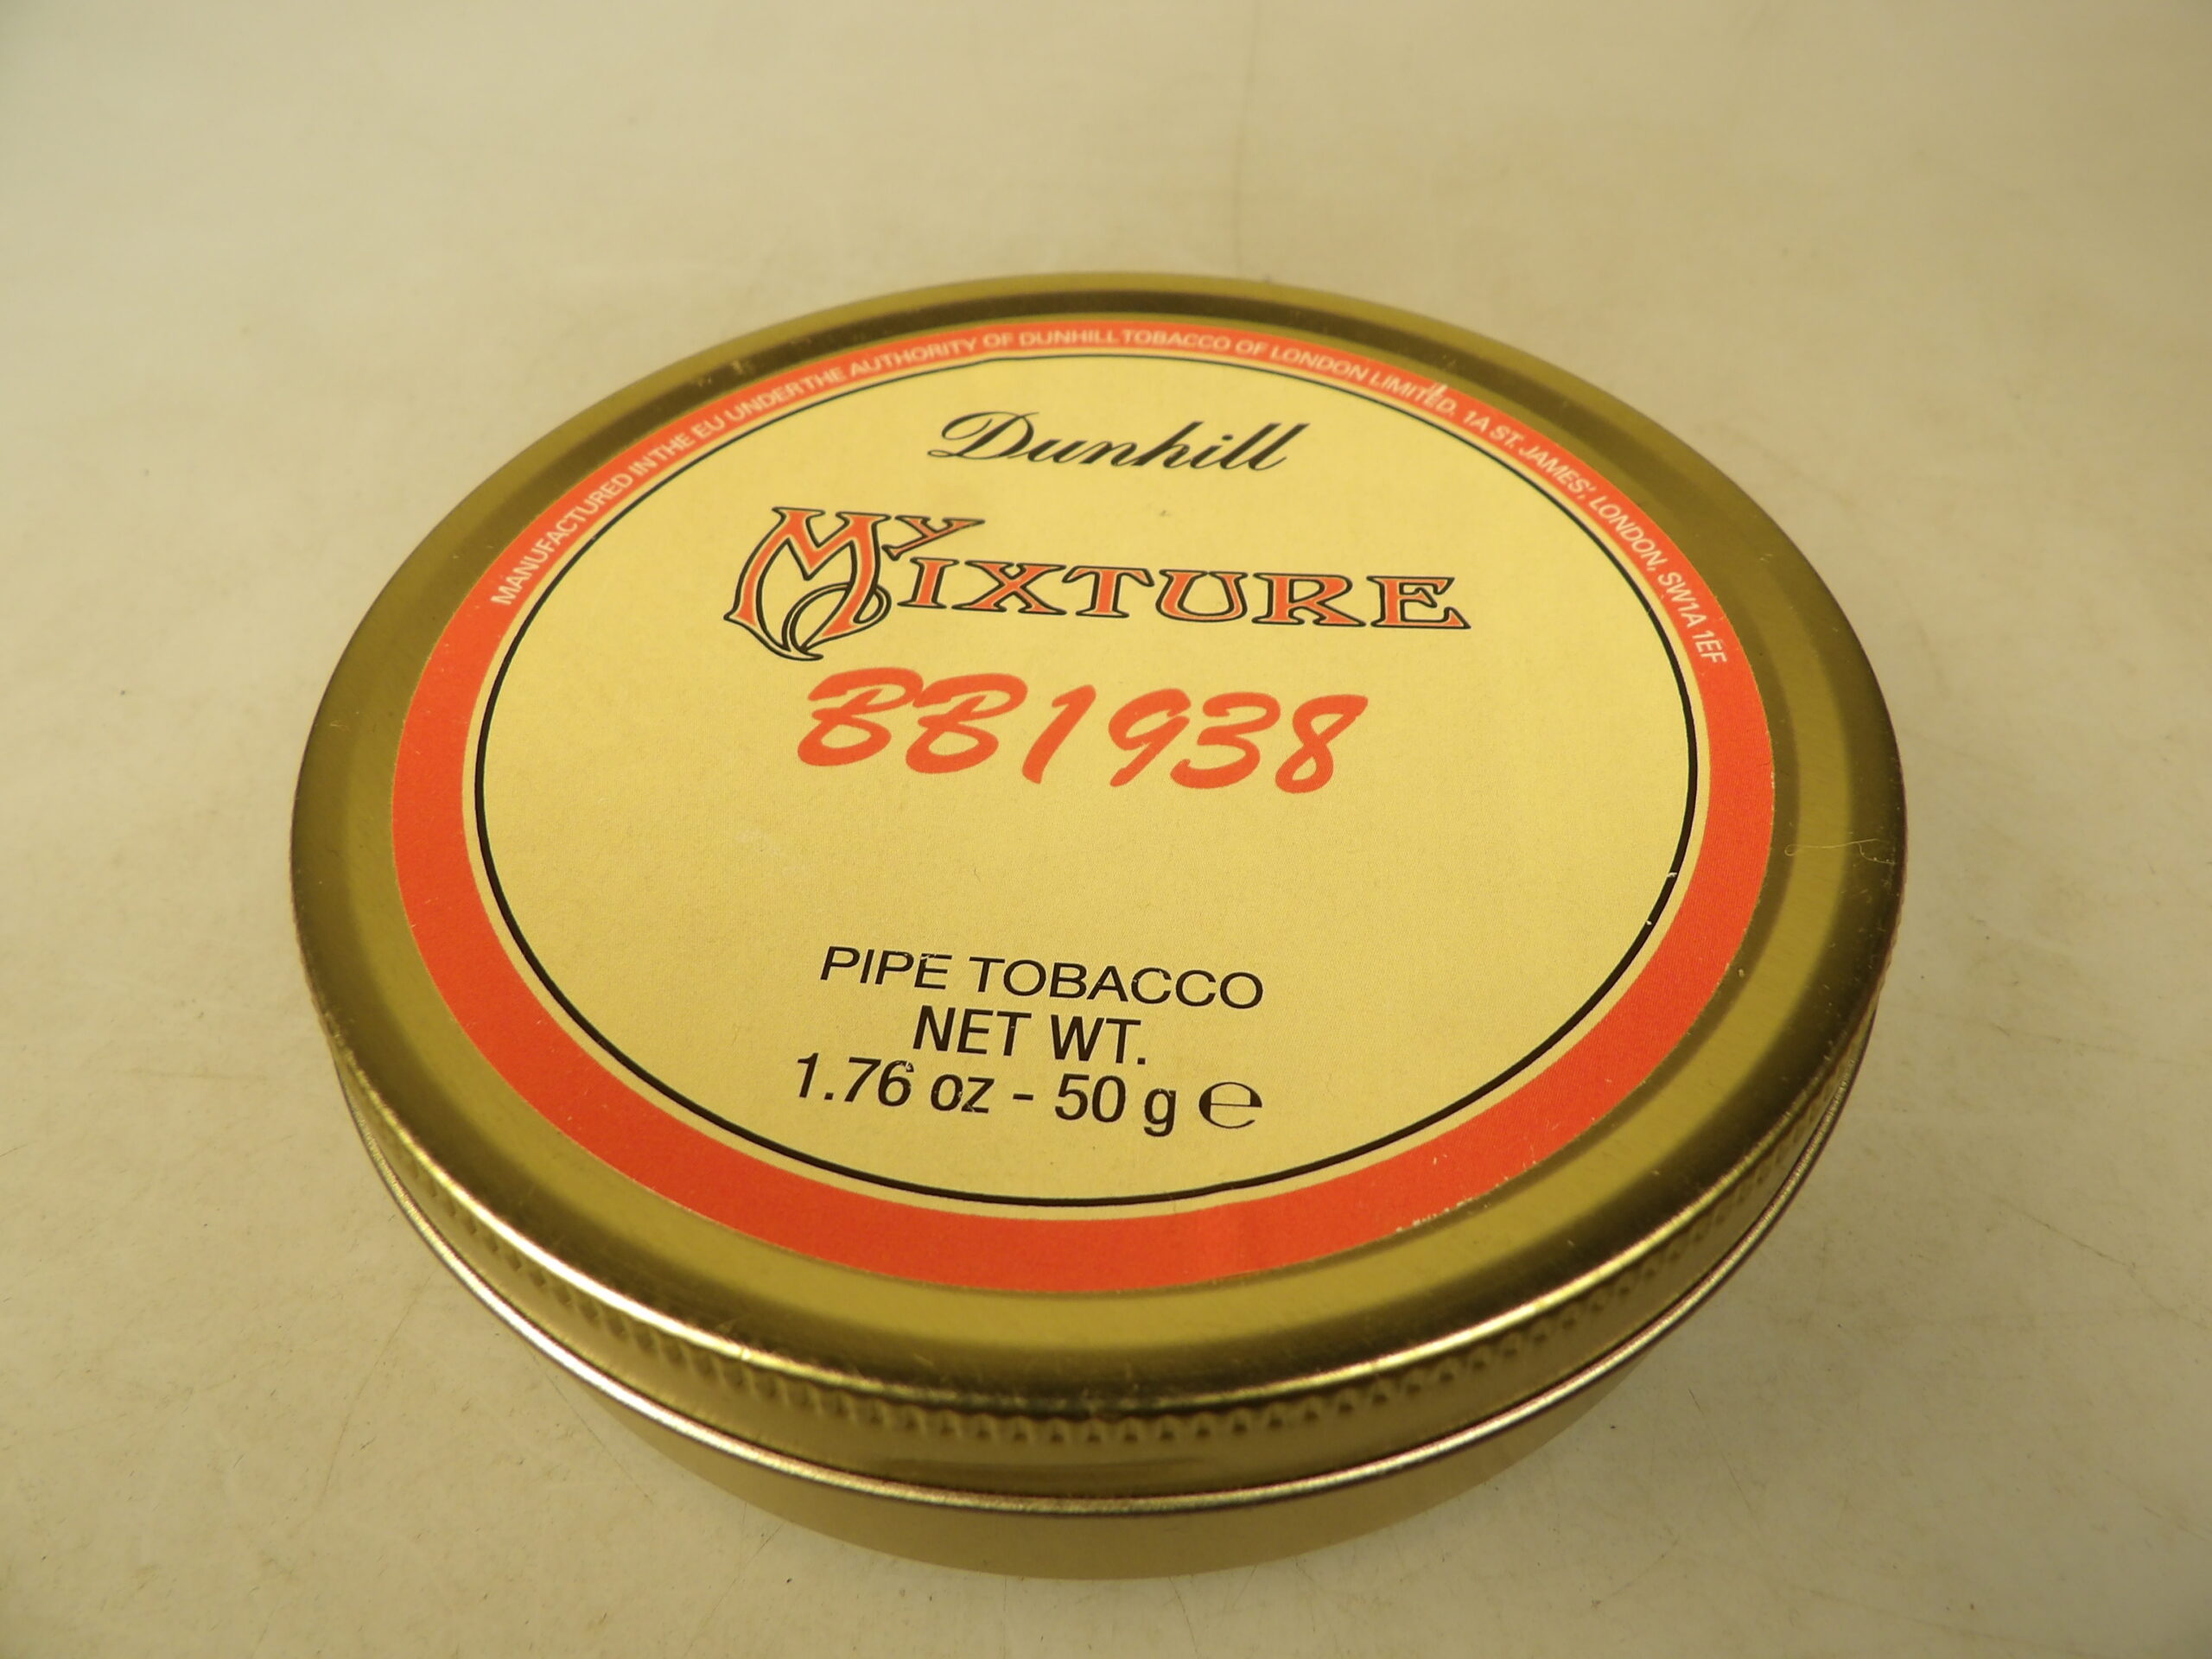 MANUFACTURED IN THE EU UNDER THE AUTHORITY OF DUNHILL TOBACCO OF LONDON LIMITED, 1A ST. JAMES', LONDON, SW1A 1EF
Dunhill
MY MIXTURE
BB1938
PIPE TOBACCO
NET WT.
1.76 oz - 50 g ℮